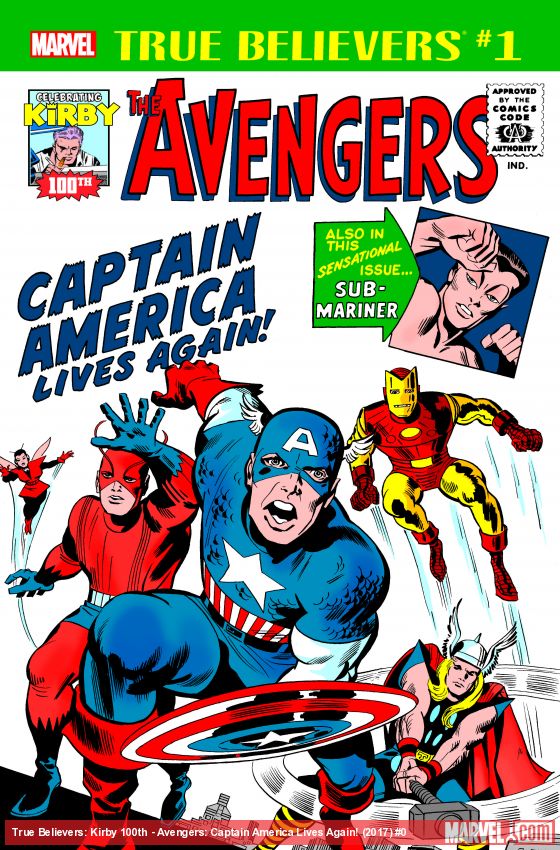 MARVEL
TRUE BELIEVERS® #1
CELEBRATING
KIRBY
100TH
THE AVENGERS
APPROVED
BY THE
COMICS
CODE
CA
AUTHORITY
IND.
CAPTAIN
AMERICA
LIVES AGAIN!
ALSO IN
THIS
SENSATIONAL
ISSUE...
SUB-
MARINER
A
True Believers: Kirby 100th - Avengers: Captain America Lives Again! (2017) #0
MARVEL.com